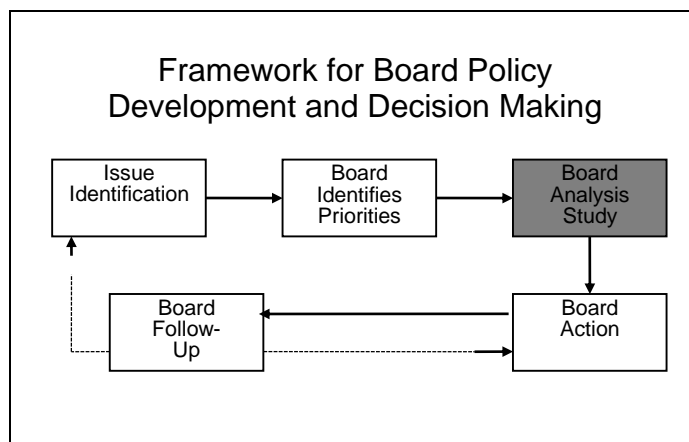 Framework for Board Policy
Development and Decision Making
Issue
Identification
Board
Identifies
Priorities
Board
Analysis
Study
Board
Follow-
Up
Board
Action